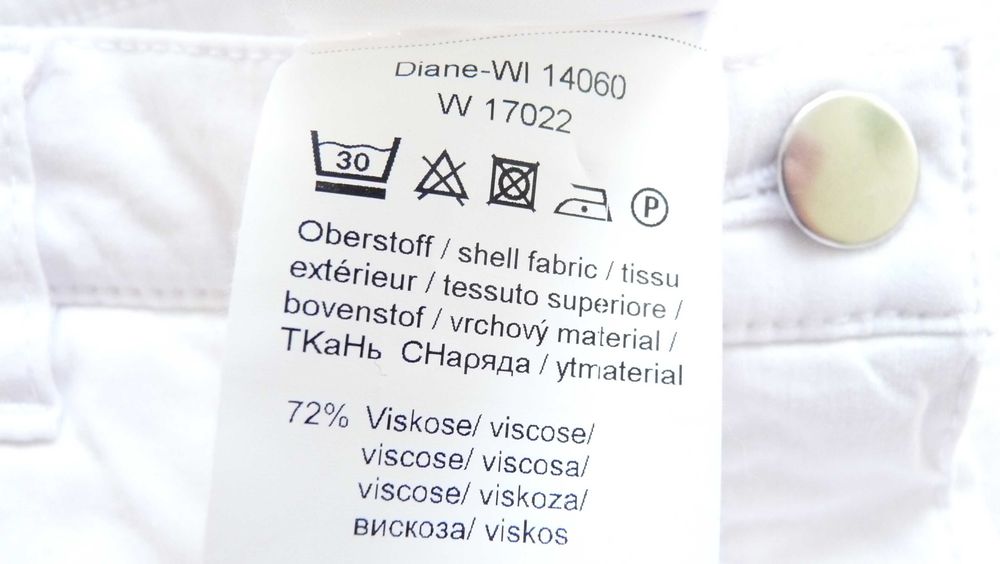 Diane-WI 14060
W 17022
30
P
Oberstoff / shell fabric / tissu
extérieur / tessuto superiore /
bovenstof / vrchový material /
ТКаНь СНаряда / ytmaterial
72% Viskose/ viscose/
viscose/ viscosa/
viscose/ viskoza/
вискоза/ viskos